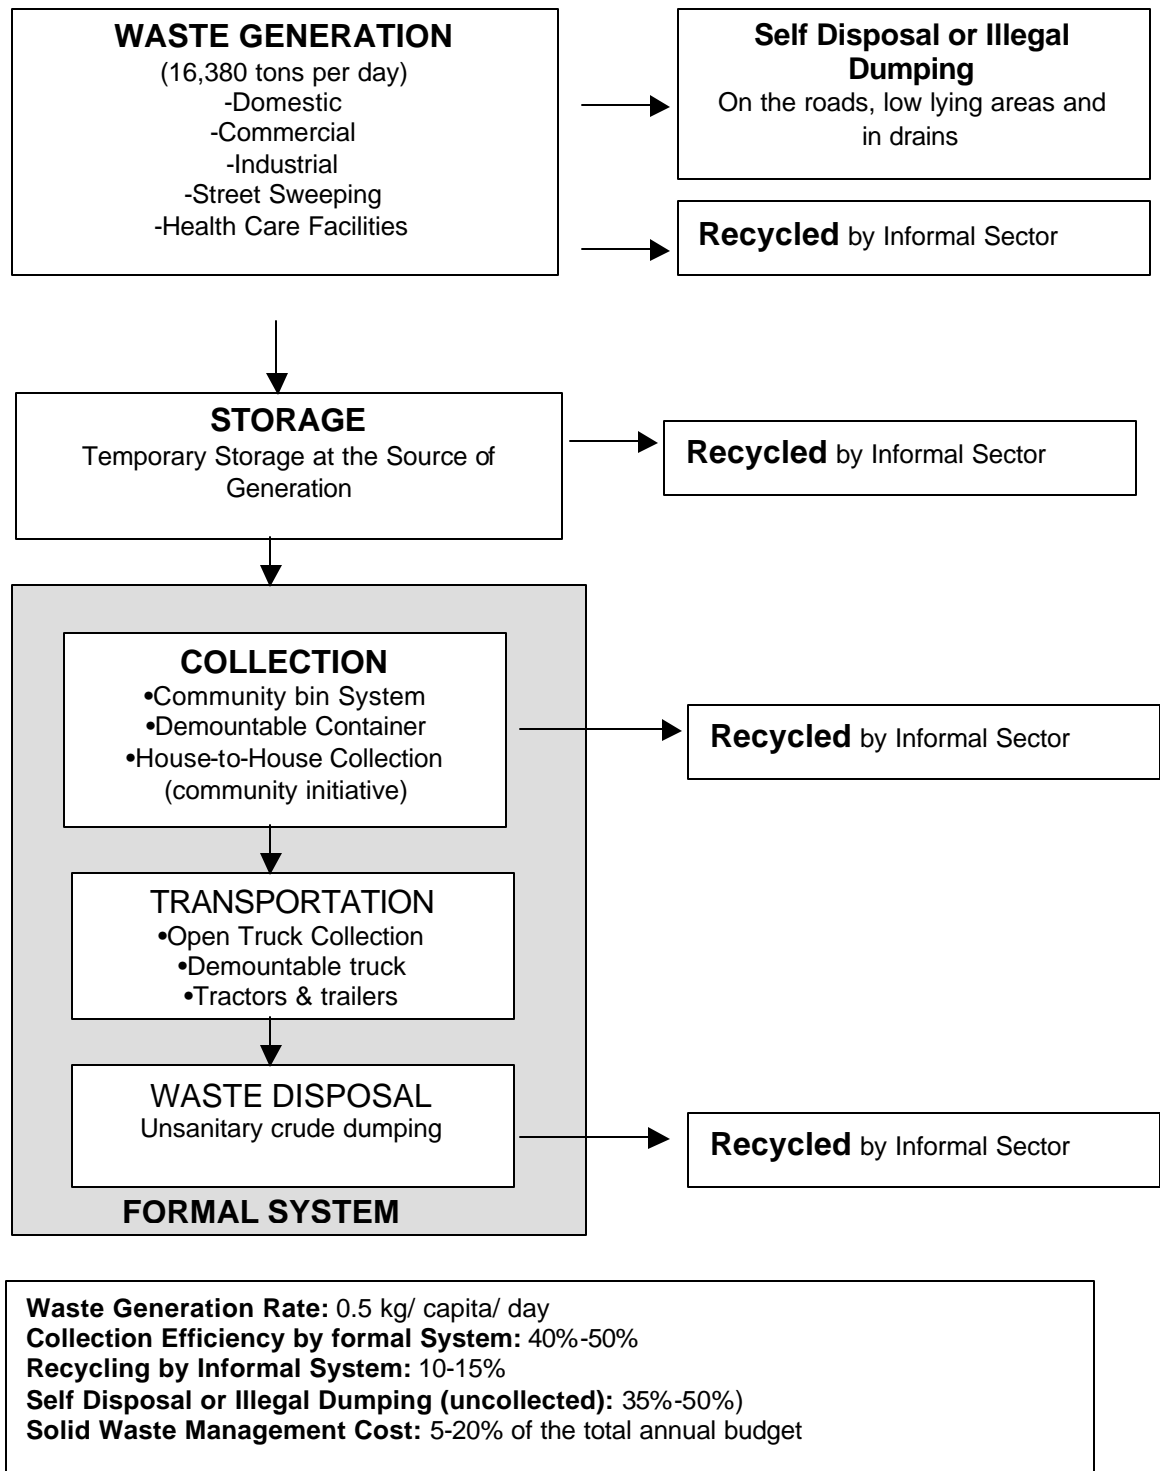 WASTE GENERATION
(16,380 tons per day)
-Domestic
-Commercial
-Industrial
-Street Sweeping
-Health Care Facilities
Self Disposal or Illegal
Dumping
On the roads, low lying areas and
in drains
Recycled by Informal Sector
STORAGE
Temporary Storage at the Source of
Generation
Recycled by Informal Sector
COLLECTION
•Community bin System
•Demountable Container
•House-to-House Collection
(community initiative)
Recycled by Informal Sector
TRANSPORTATION
•Open Truck Collection
•Demountable truck
•Tractors & trailers
WASTE DISPOSAL
Unsanitary crude dumping
Recycled by Informal Sector
FORMAL SYSTEM
Waste Generation Rate: 0.5 kg/ capita/ day
Collection Efficiency by formal System: 40%-50%
Recycling by Informal System: 10-15%
Self Disposal or Illegal Dumping (uncollected): 35%-50%)
Solid Waste Management Cost: 5-20% of the total annual budget